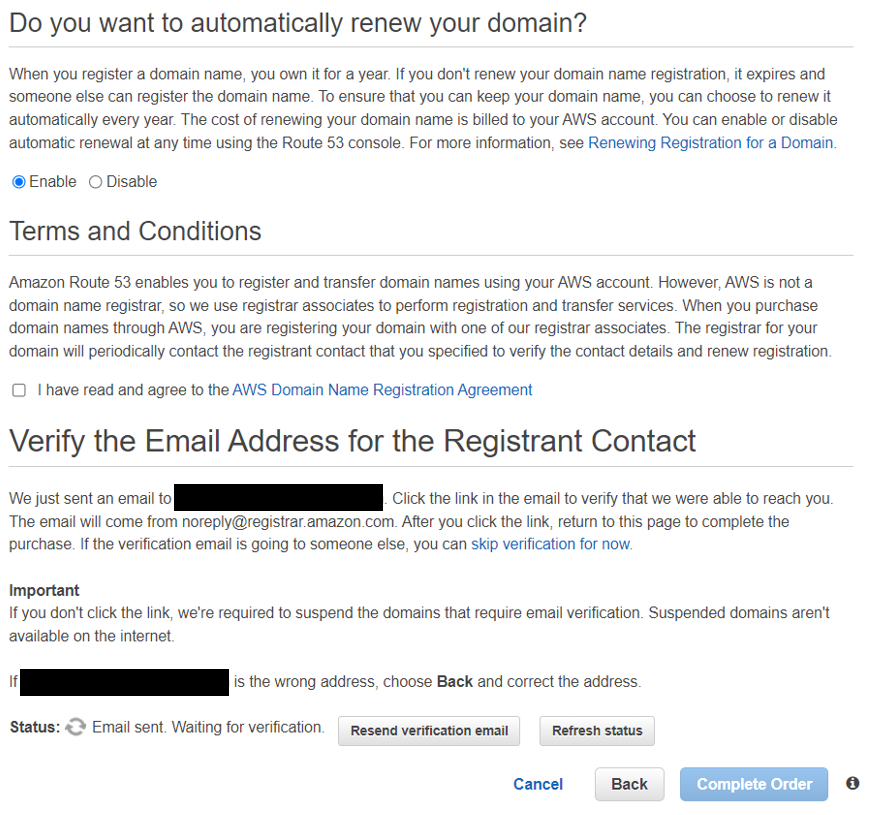 Do you want to automatically renew your domain?
When you register a domain name, you own it for a year. If you don't renew your domain name registration, it expires and
someone else can register the domain name. To ensure that you can keep your domain name, you can choose to renew it
automatically every year. The cost of renewing your domain name is billed to your AWS account. You can enable or disable
automatic renewal at any time using the Route 53 console. For more information, see Renewing Registration for a Domain.
Enable Disable
Terms and Conditions
Amazon Route 53 enables you to register and transfer domain names using your AWS account. However, AWS is not a
domain name registrar, so we use registrar associates to perform registration and transfer services. When you purchase
domain names through AWS, you are registering your domain with one of our registrar associates. The registrar for your
domain will periodically contact the registrant contact that you specified to verify the contact details and renew registration.
I have read and agree to the AWS Domain Name Registration Agreement
Verify the Email Address for the Registrant Contact
We just sent an email to . Click the link in the email to verify that we were able to reach you.
The email will come from noreply@registrar.amazon.com. After you click the link, return to this page to complete the
purchase. If the verification email is going to someone else, you can skip verification for now.
Important
If you don't click the link, we're required to suspend the domains that require email verification. Suspended domains aren't
available on the internet.
If is the wrong address, choose Back and correct the address.
Status: Email sent. Waiting for verification. Resend verification email Refresh status
Cancel Back Complete Order